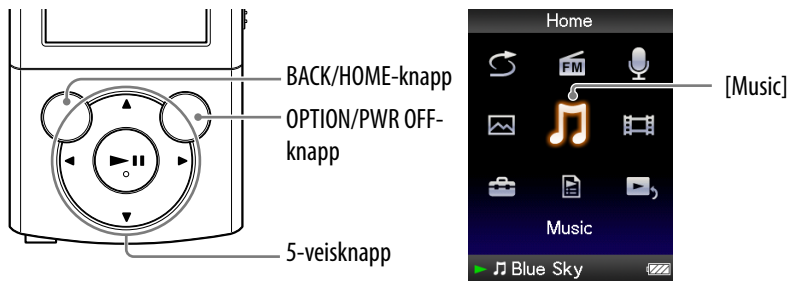 BACK/HOME-knapp
OPTION/PWR OFF-
knapp
5-veisknapp
Home
FM
[Music]
Music
Blue Sky